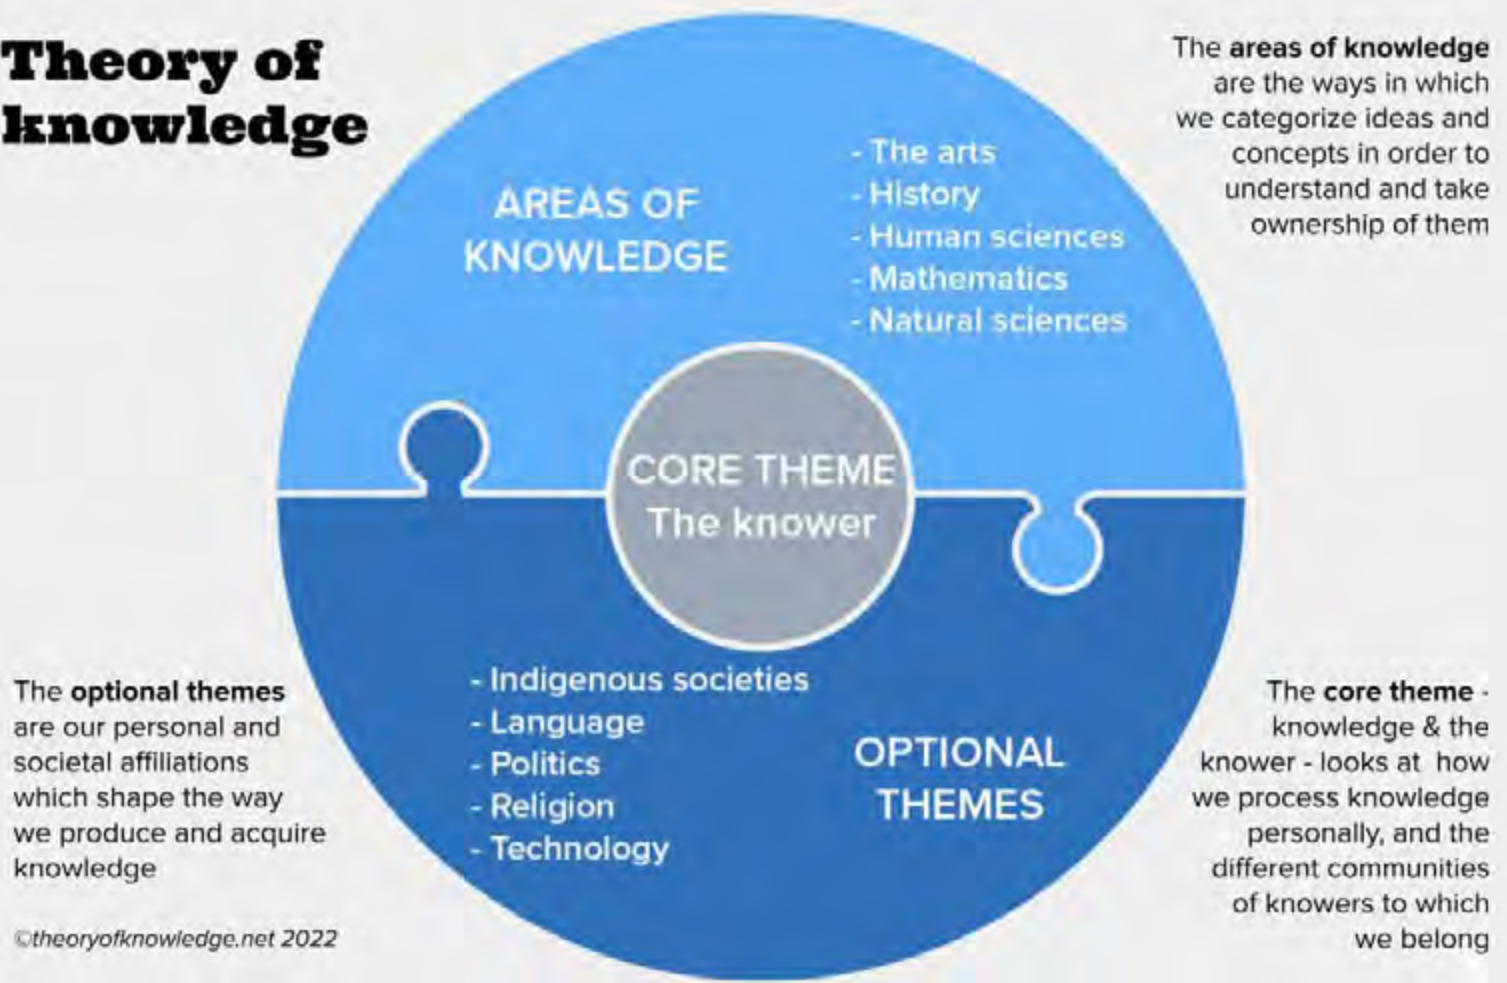 Theory of
knowledge
The areas of knowledge
are the ways in which
we categorize ideas and
concepts in order to
understand and take
ownership of them
AREAS OF
KNOWLEDGE
- The arts
- History
- Human sciences
- Mathematics
- Natural sciences
CORE THEME
The knower
- Indigenous societies
- Language
- Politics
- Religion
- Technology
OPTIONAL
THEMES
The optional themes
are our personal and
societal affiliations
which shape the way
we produce and acquire
knowledge
The core theme -
knowledge & the
knower - looks at how
we process knowledge
personally, and the
different communities
of knowers to which
we belong
©theoryofknowledge.net 2022